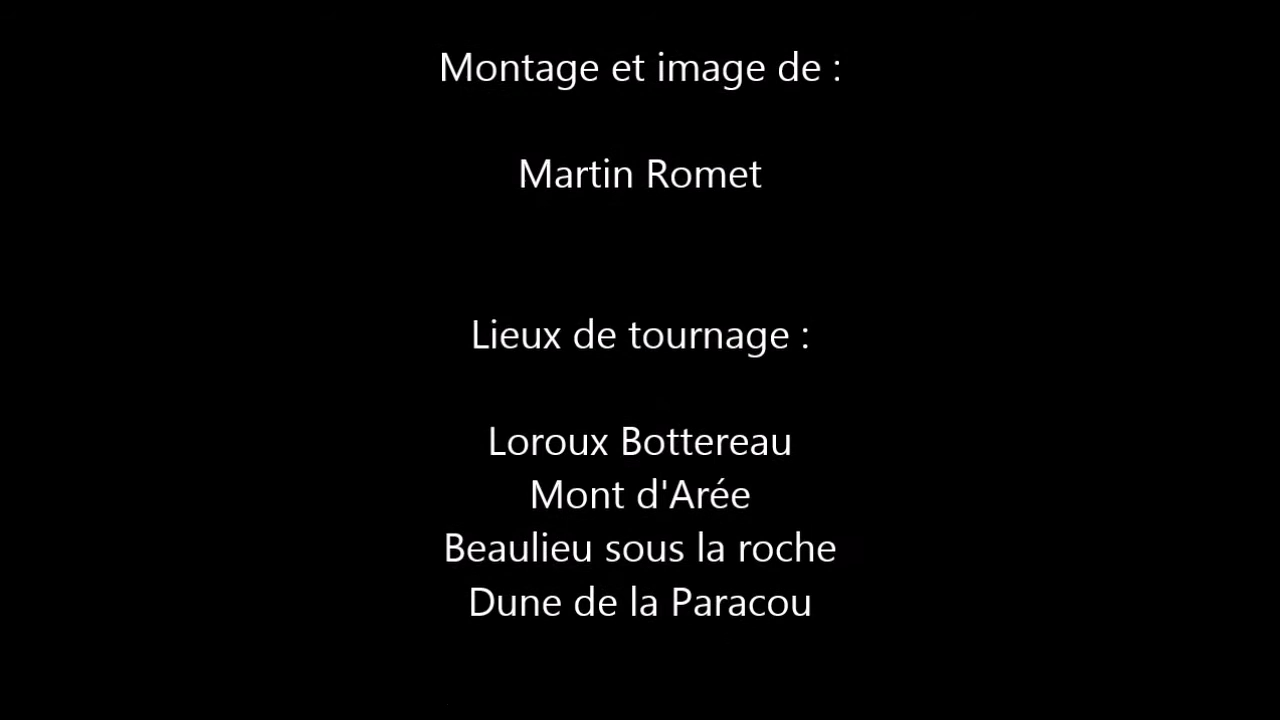 Montage et image de :
Martin Romet
Lieux de tournage :
Loroux Bottereau
Mont d'Arée
Beaulieu sous la roche
Dune de la Paracou